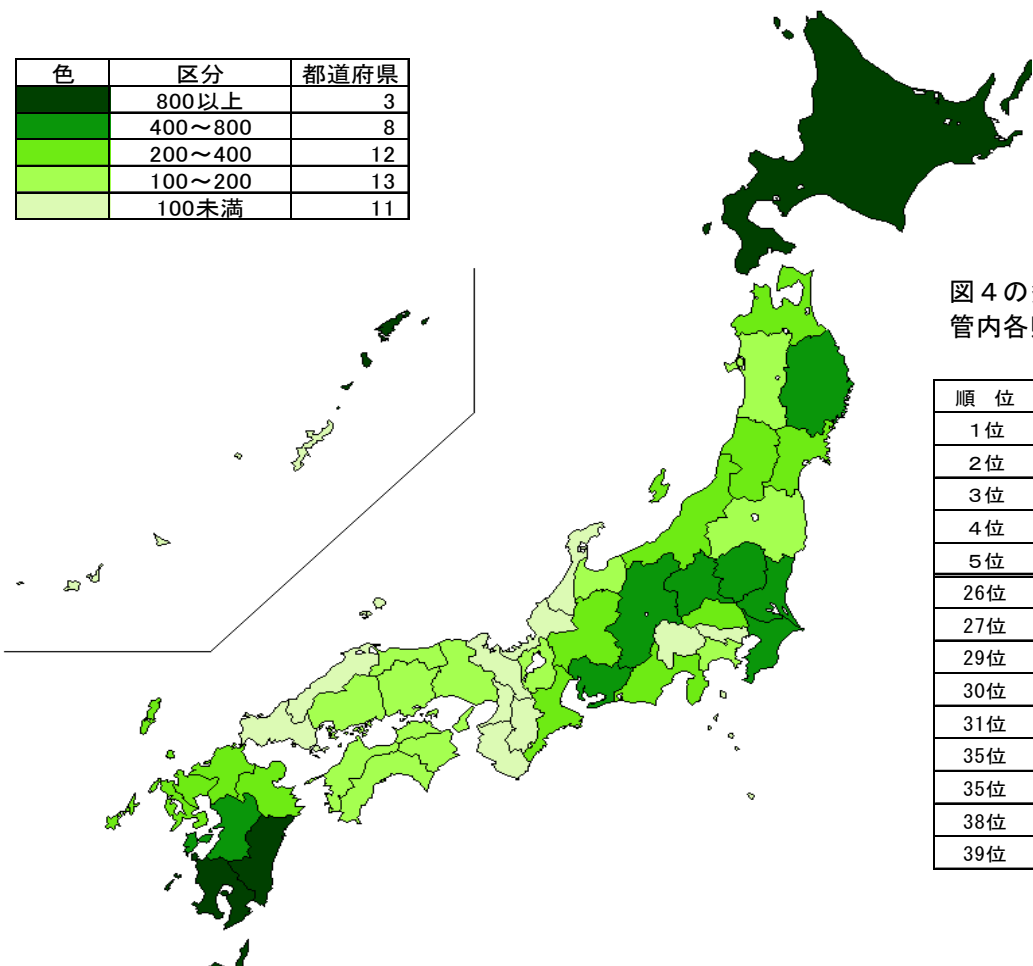 色 区分 都道府県
800以上 3
400～800 8
200～400 12
100～200 13
100未満 11
図４の
管内各
順 位
１位
２位
３位
４位
５位
26位
27位
29位
30位
31位
35位
35位
38位
39位